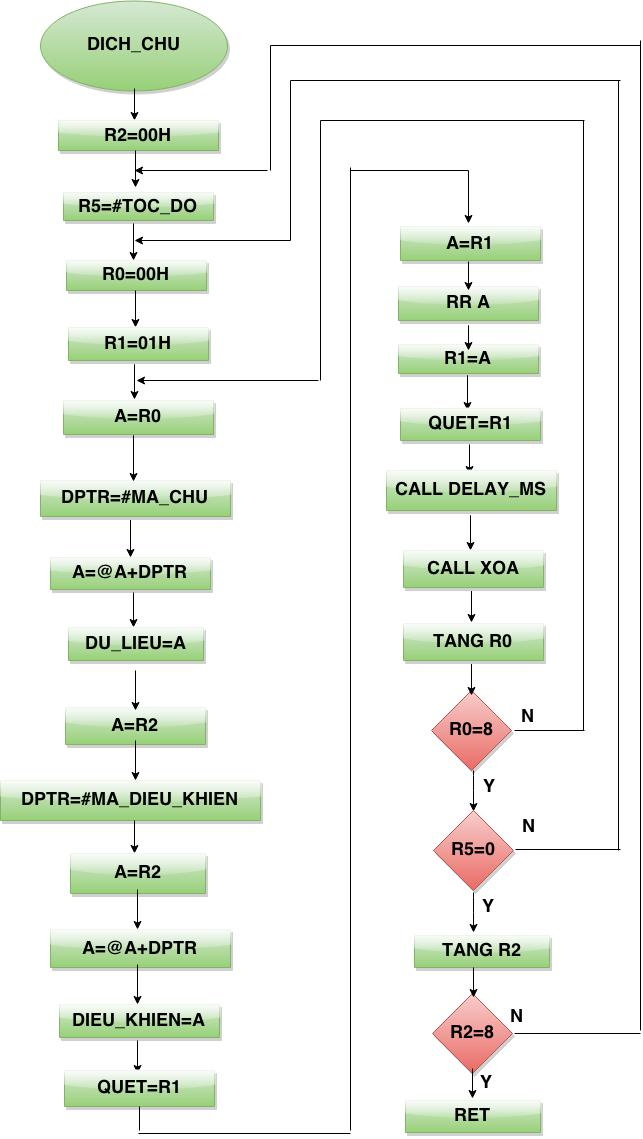 DICH_CHU
R2=00H
R5=#TOC_DO
R0=00H
R1=01H
A=R0
DPTR=#MA_CHU
A=@A+DPTR
DU_LIEU=A
A=R2
DPTR=#MA_DIEU_KHIEN
A=R2
A=@A+DPTR
DIEU_KHIEN=A
QUET=R1
A=R1
RR A
R1=A
QUET=R1
CALL DELAY_MS
CALL XOA
TANG R0
R0=8
N
Y
R5=0
N
Y
TANG R2
R2=8
N
Y
RET